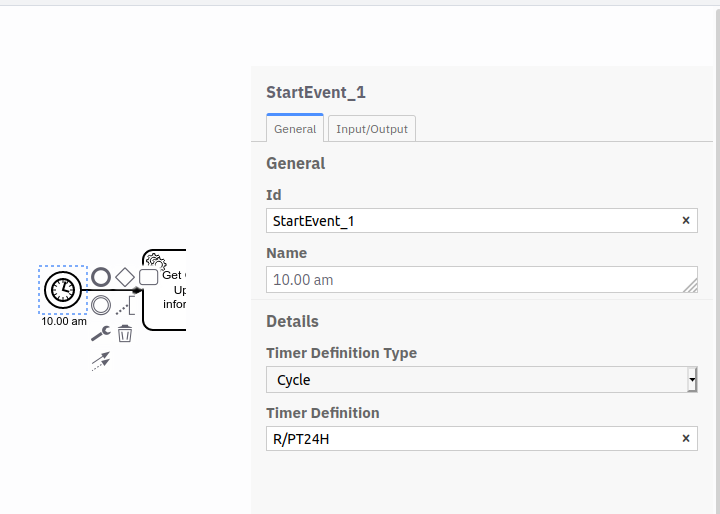 StartEvent_1
General
Input/Output
General
Id
StartEvent_1
×
Name
10.00 am
Details
Timer Definition Type
Cycle
Timer Definition
R/PT24H
×
Get
Up
infor
10.00 am